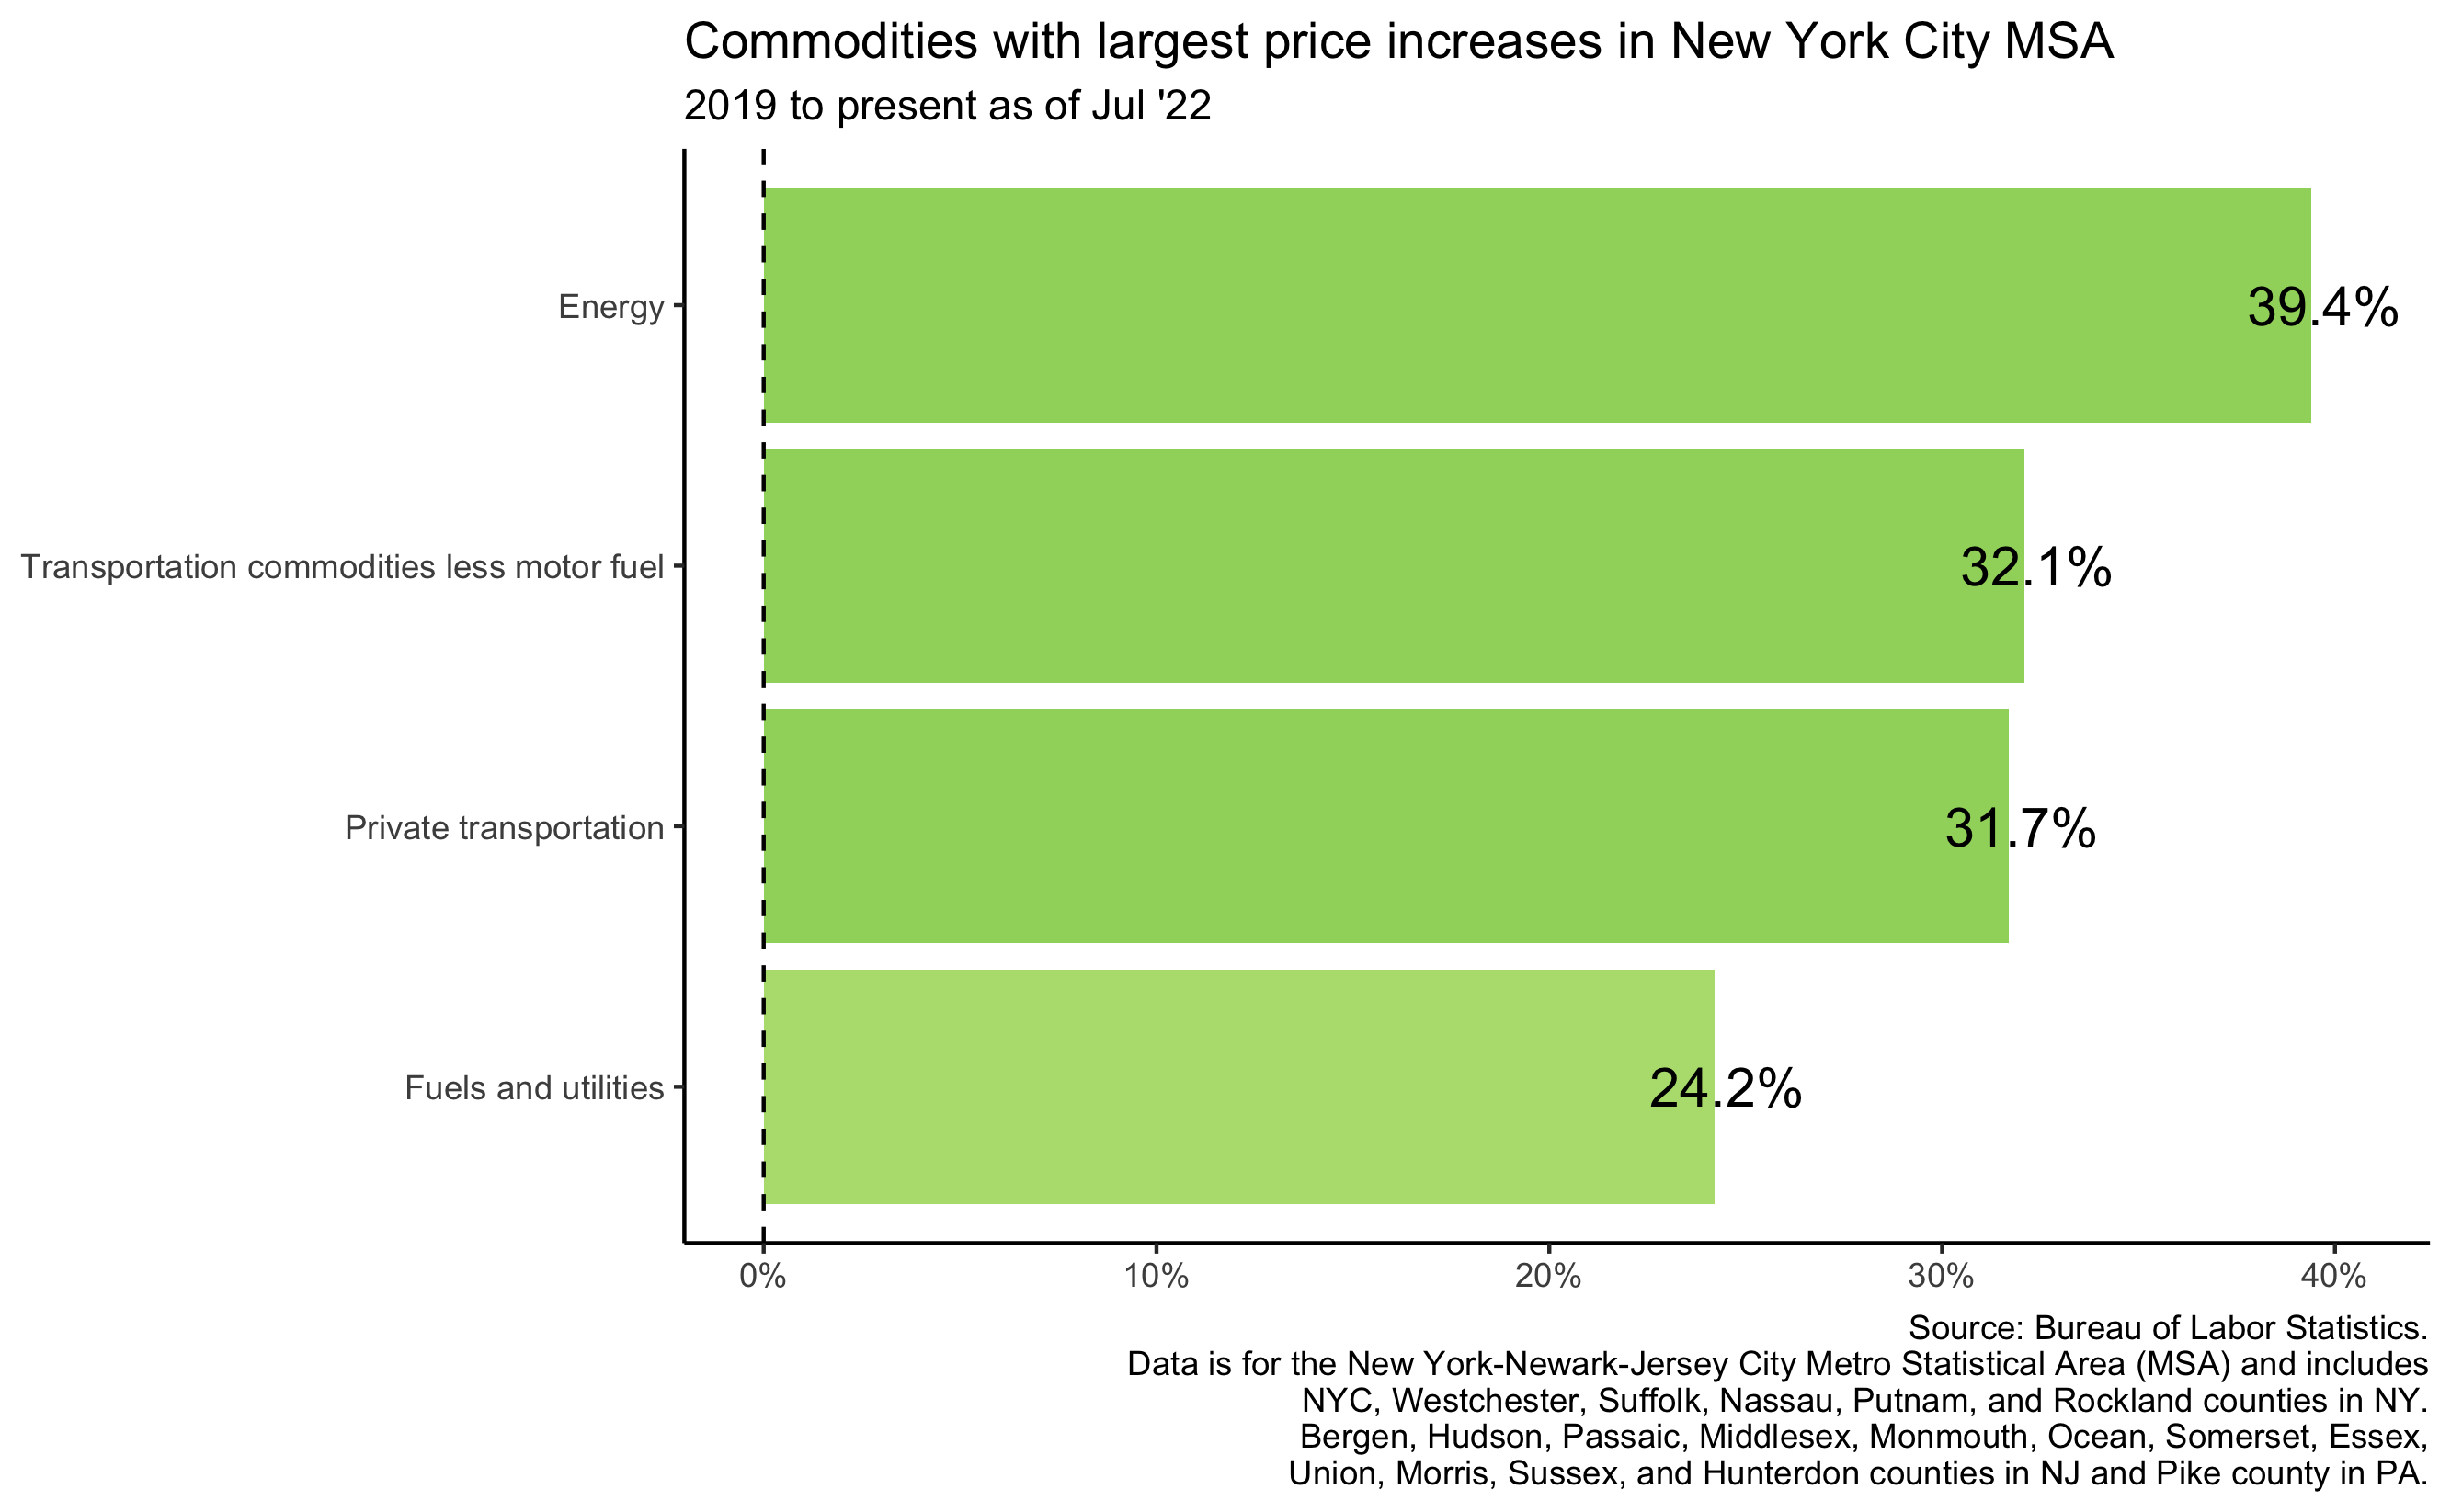 Commodities with largest price increases in New York City MSA
2019 to present as of Jul '22
Energy
39.4%
Transportation commodities less motor fuel
32.1%
Private transportation
31.7%
Fuels and utilities
24.2%
0% 10% 20% 30% 40%
Source: Bureau of Labor Statistics.
Data is for the New York-Newark-Jersey City Metro Statistical Area (MSA) and includes
NYC, Westchester, Suffolk, Nassau, Putnam, and Rockland counties in NY.
Bergen, Hudson, Passaic, Middlesex, Monmouth, Ocean, Somerset, Essex,
Union, Morris, Sussex, and Hunterdon counties in NJ and Pike county in PA.